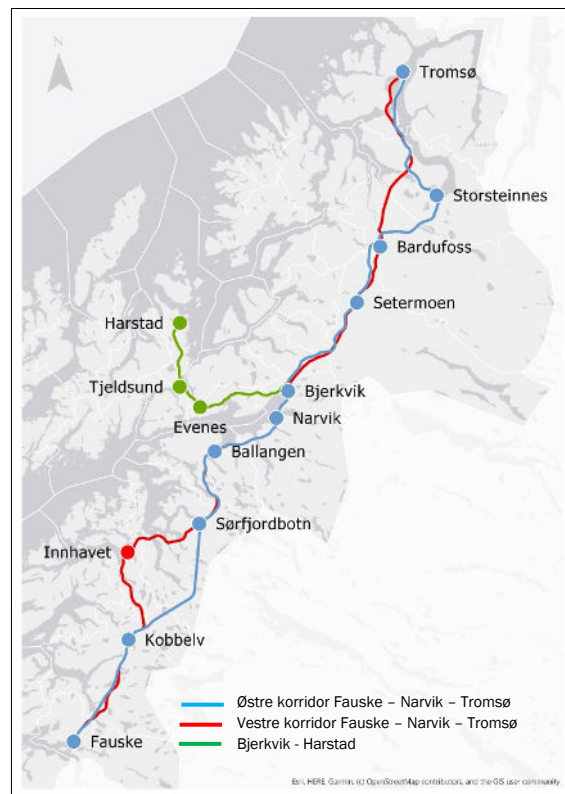 N
Tromsø
Storsteinnes
Bardufoss
Setermoen
Harstad
Tjeldsund
Bjerkvik
Evenes
Narvik
Ballangen
Sørfjordbotn
Innhavet
Kobbelv
Østre korridor Fauske – Narvik – Tromsø
Vestre korridor Fauske – Narvik – Tromsø
Fauske
Bjerkvik - Harstad
Esri, HERE, Garmin, (c) OpenStreetMap contributors, and the GIS user community